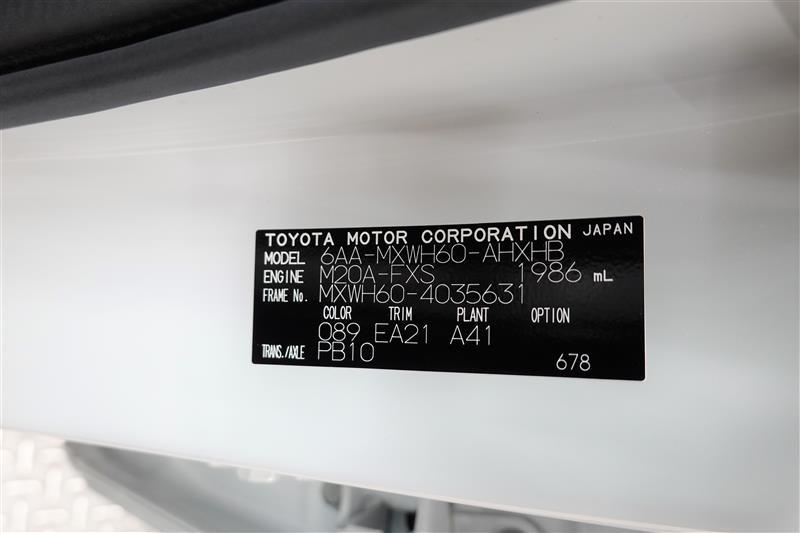 TOYOTA MOTOR CORPORATION JAPAN
MODEL 6AA-MXWH60-AHXHB
ENGINE M20A-FXS 1986 mL
FRAME No. MXWH60-4035631
COLOR TRIM PLANT OPTION
089 EA21 A41
TRANS./AXLE PB10
678